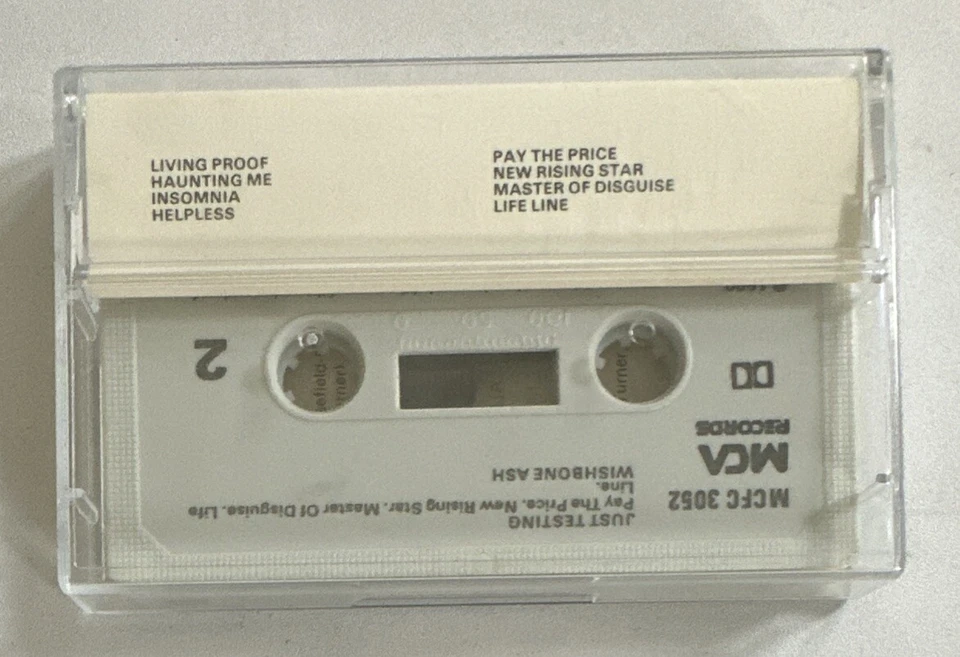 LIVING PROOF
HAUNTING ME
INSOMNIA
HELPLESS
PAY THE PRICE
NEW RISING STAR
MASTER OF DISGUISE
LIFE LINE
JUST TESTING
Pay The Price. New Rising Star. Master Of Disguise. Life
Line.
WISHBONE ASH
MCFC 3052
MCA
RECORDS
2